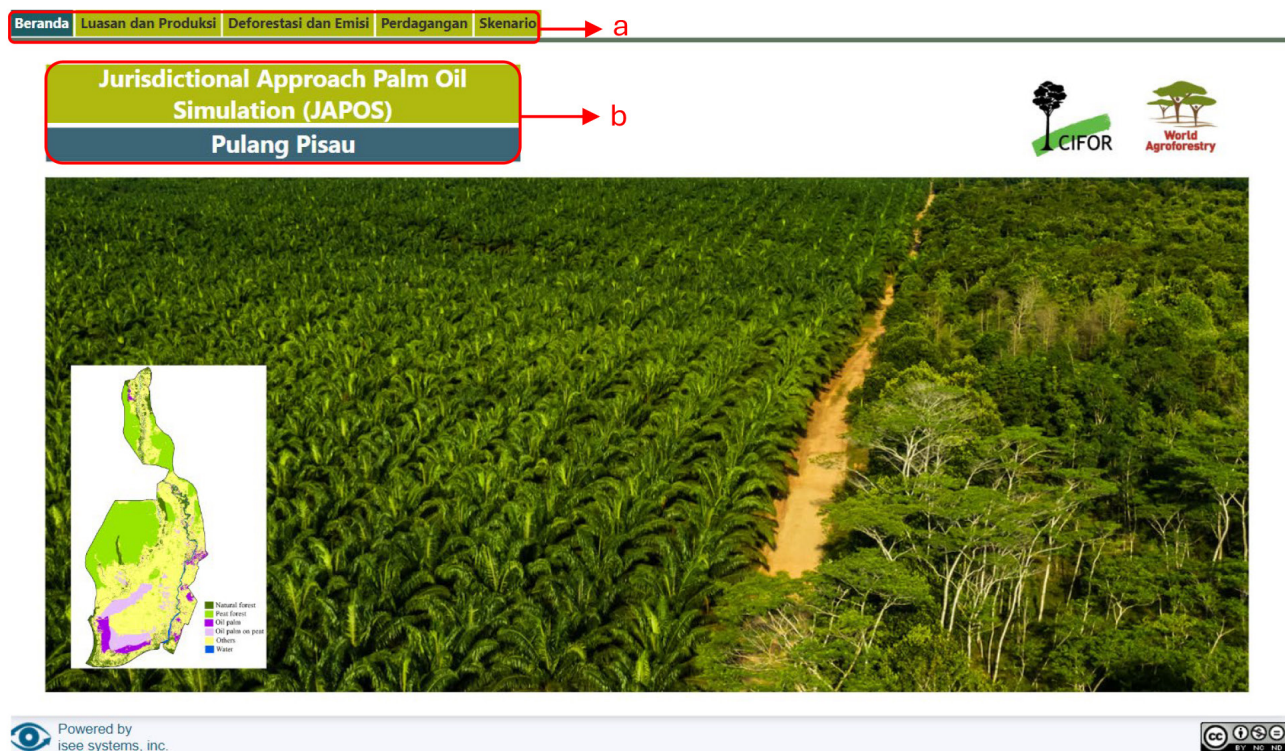 Beranda Luasan dan Produksi Deforestasi dan Emisi Perdagangan Skenario
a
Jurisdictional Approach Palm Oil
Simulation (JAPOS)
Pulang Pisau
b
CIFOR
World
Agroforestry
Natural forest
Peat forest
Oil palm
Oil palm on peat
Others
Water
Powered by
isee systems, inc.
cc
BY NC ND